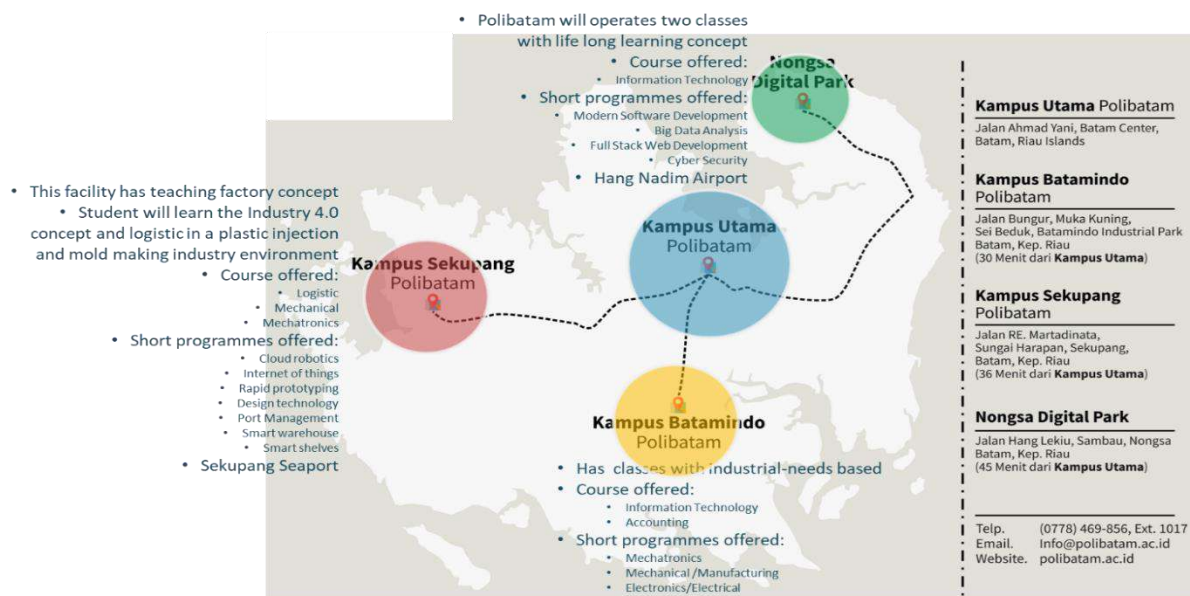 • Polibatam will operates two classes
with life long learning concept
• Course offered:
• Information Technology
• Short programmes offered:
• Modern Software Development
• Big Data Analysis
• Full Stack Web Development
• Cyber Security
• Hang Nadim Airport
Nongsa
Digital Park
• This facility has teaching factory concept
• Student will learn the Industry 4.0
concept and logistic in a plastic injection
and mold making industry environment
• Course offered:
• Logistic
• Mechanical
• Mechatronics
• Short programmes offered:
• Cloud robotics
• Internet of things
• Rapid prototyping
• Design technology
• Port Management
• Smart warehouse
• Smart shelves
• Sekupang Seaport
Kampus Sekupang
Polibatam
Kampus Utama
Polibatam
Kampus Batamindo
Polibatam
• Has classes with industrial-needs based
• Course offered:
• Information Technology
• Accounting
• Short programmes offered:
• Mechatronics
• Mechanical /Manufacturing
• Electronics/Electrical
Kampus Utama Polibatam
Jalan Ahmad Yani, Batam Center,
Batam, Riau Islands
Kampus Batamindo
Polibatam
Jalan Bungur, Muka Kuning,
Sei Beduk, Batamindo Industrial Park
Batam, Kep. Riau
(30 Menit dari Kampus Utama)
Kampus Sekupang
Polibatam
Jalan RE. Martadinata,
Sungai Harapan, Sekupang,
Batam, Kep. Riau
(36 Menit dari Kampus Utama)
Nongsa Digital Park
Jalan Hang Lekiu, Sambau, Nongsa
Batam, Kep. Riau
(45 Menit dari Kampus Utama)
Telp. (0778) 469-856, Ext. 1017
Email. Info@polibatam.ac.id
Website. polibatam.ac.id